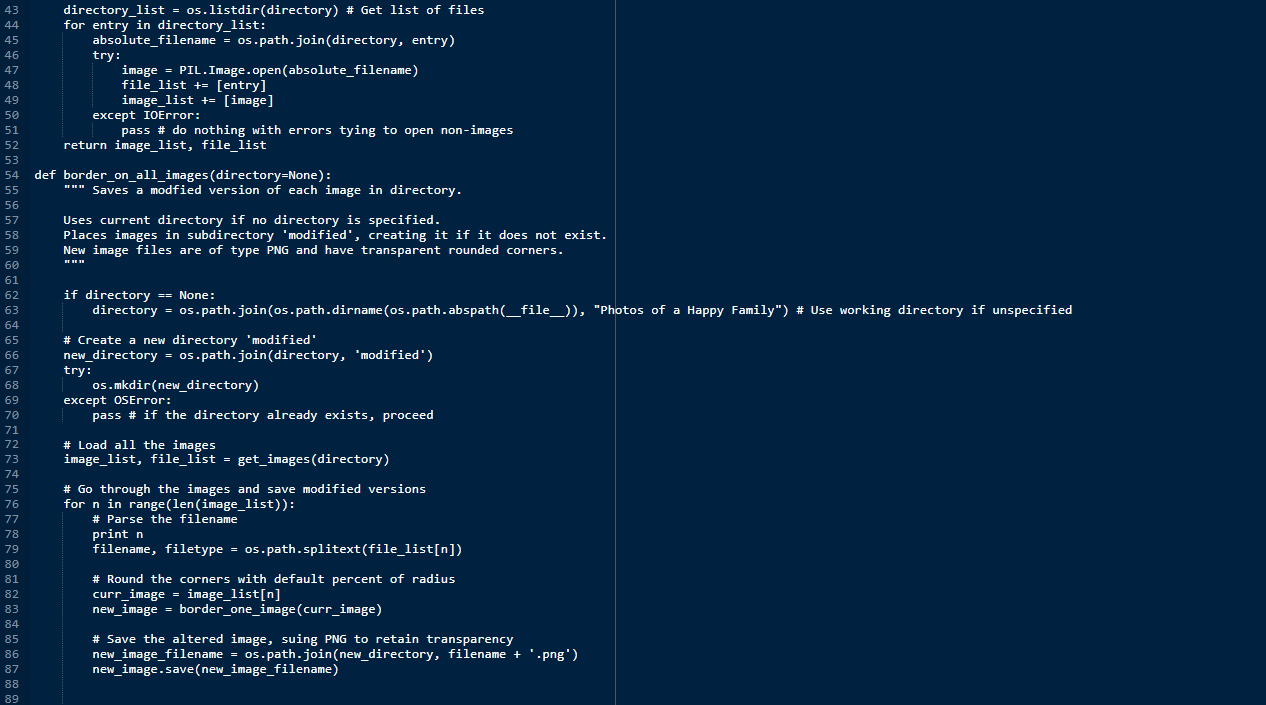 43 directory_list = os.listdir(directory) # Get list of files
44 for entry in directory_list:
45 absolute_filename = os.path.join(directory, entry)
46 try:
47 image = PIL.Image.open(absolute_filename)
48 file_list += [entry]
49 image_list += [image]
50 except IOError:
51 pass # do nothing with errors tying to open non-images
52 return image_list, file_list
53
54 def border_on_all_images(directory=None):
55 """ Saves a modfied version of each image in directory.
56
57 Uses current directory if no directory is specified.
58 Places images in subdirectory 'modified', creating it if it does not exist.
59 New image files are of type PNG and have transparent rounded corners.
60 """
61
62 if directory == None:
63 directory = os.path.join(os.path.dirname(os.path.abspath(__file__)), "Photos of a Happy Family") # Use working directory if unspecified
64
65 # Create a new directory 'modified'
66 new_directory = os.path.join(directory, 'modified')
67 try:
68 os.mkdir(new_directory)
69 except OSError:
70 pass # if the directory already exists, proceed
71
72 # Load all the images
73 image_list, file_list = get_images(directory)
74
75 # Go through the images and save modified versions
76 for n in range(len(image_list)):
77 # Parse the filename
78 print n
79 filename, filetype = os.path.splitext(file_list[n])
80
81 # Round the corners with default percent of radius
82 curr_image = image_list[n]
83 new_image = border_one_image(curr_image)
84
85 # Save the altered image, suing PNG to retain transparency
86 new_image_filename = os.path.join(new_directory, filename + '.png')
87 new_image.save(new_image_filename)
88
89